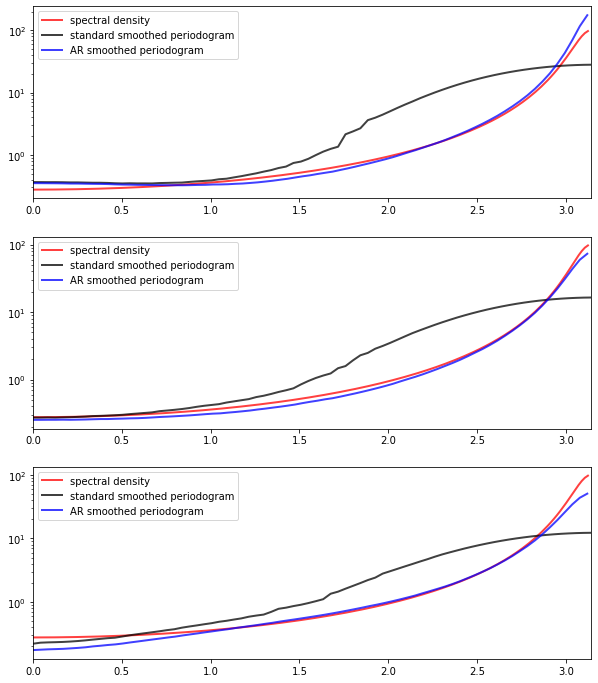 10²
10¹
10⁰
spectral density
standard smoothed periodogram
AR smoothed periodogram
0.0 0.5 1.0 1.5 2.0 2.5 3.0
10²
10¹
10⁰
spectral density
standard smoothed periodogram
AR smoothed periodogram
0.0 0.5 1.0 1.5 2.0 2.5 3.0
10²
10¹
10⁰
spectral density
standard smoothed periodogram
AR smoothed periodogram
0.0 0.5 1.0 1.5 2.0 2.5 3.0